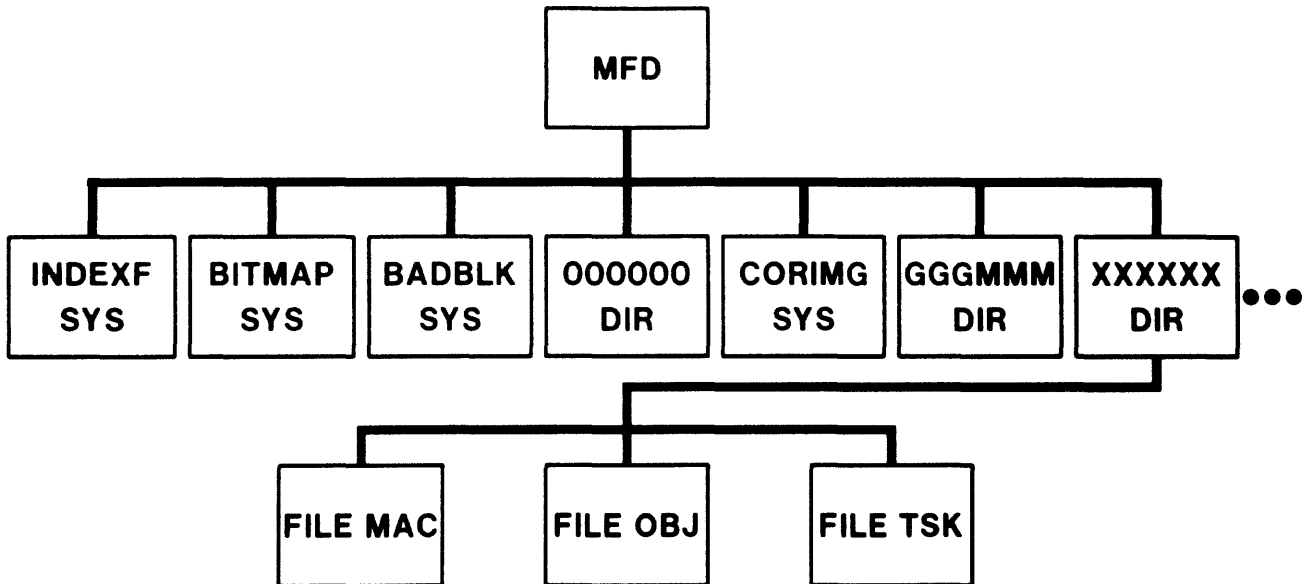 MFD
INDEXF
SYS
BITMAP
SYS
BADBLK
SYS
000000
DIR
CORIMG
SYS
GGGMMM
DIR
XXXXXX
DIR
FILE MAC
FILE OBJ
FILE TSK